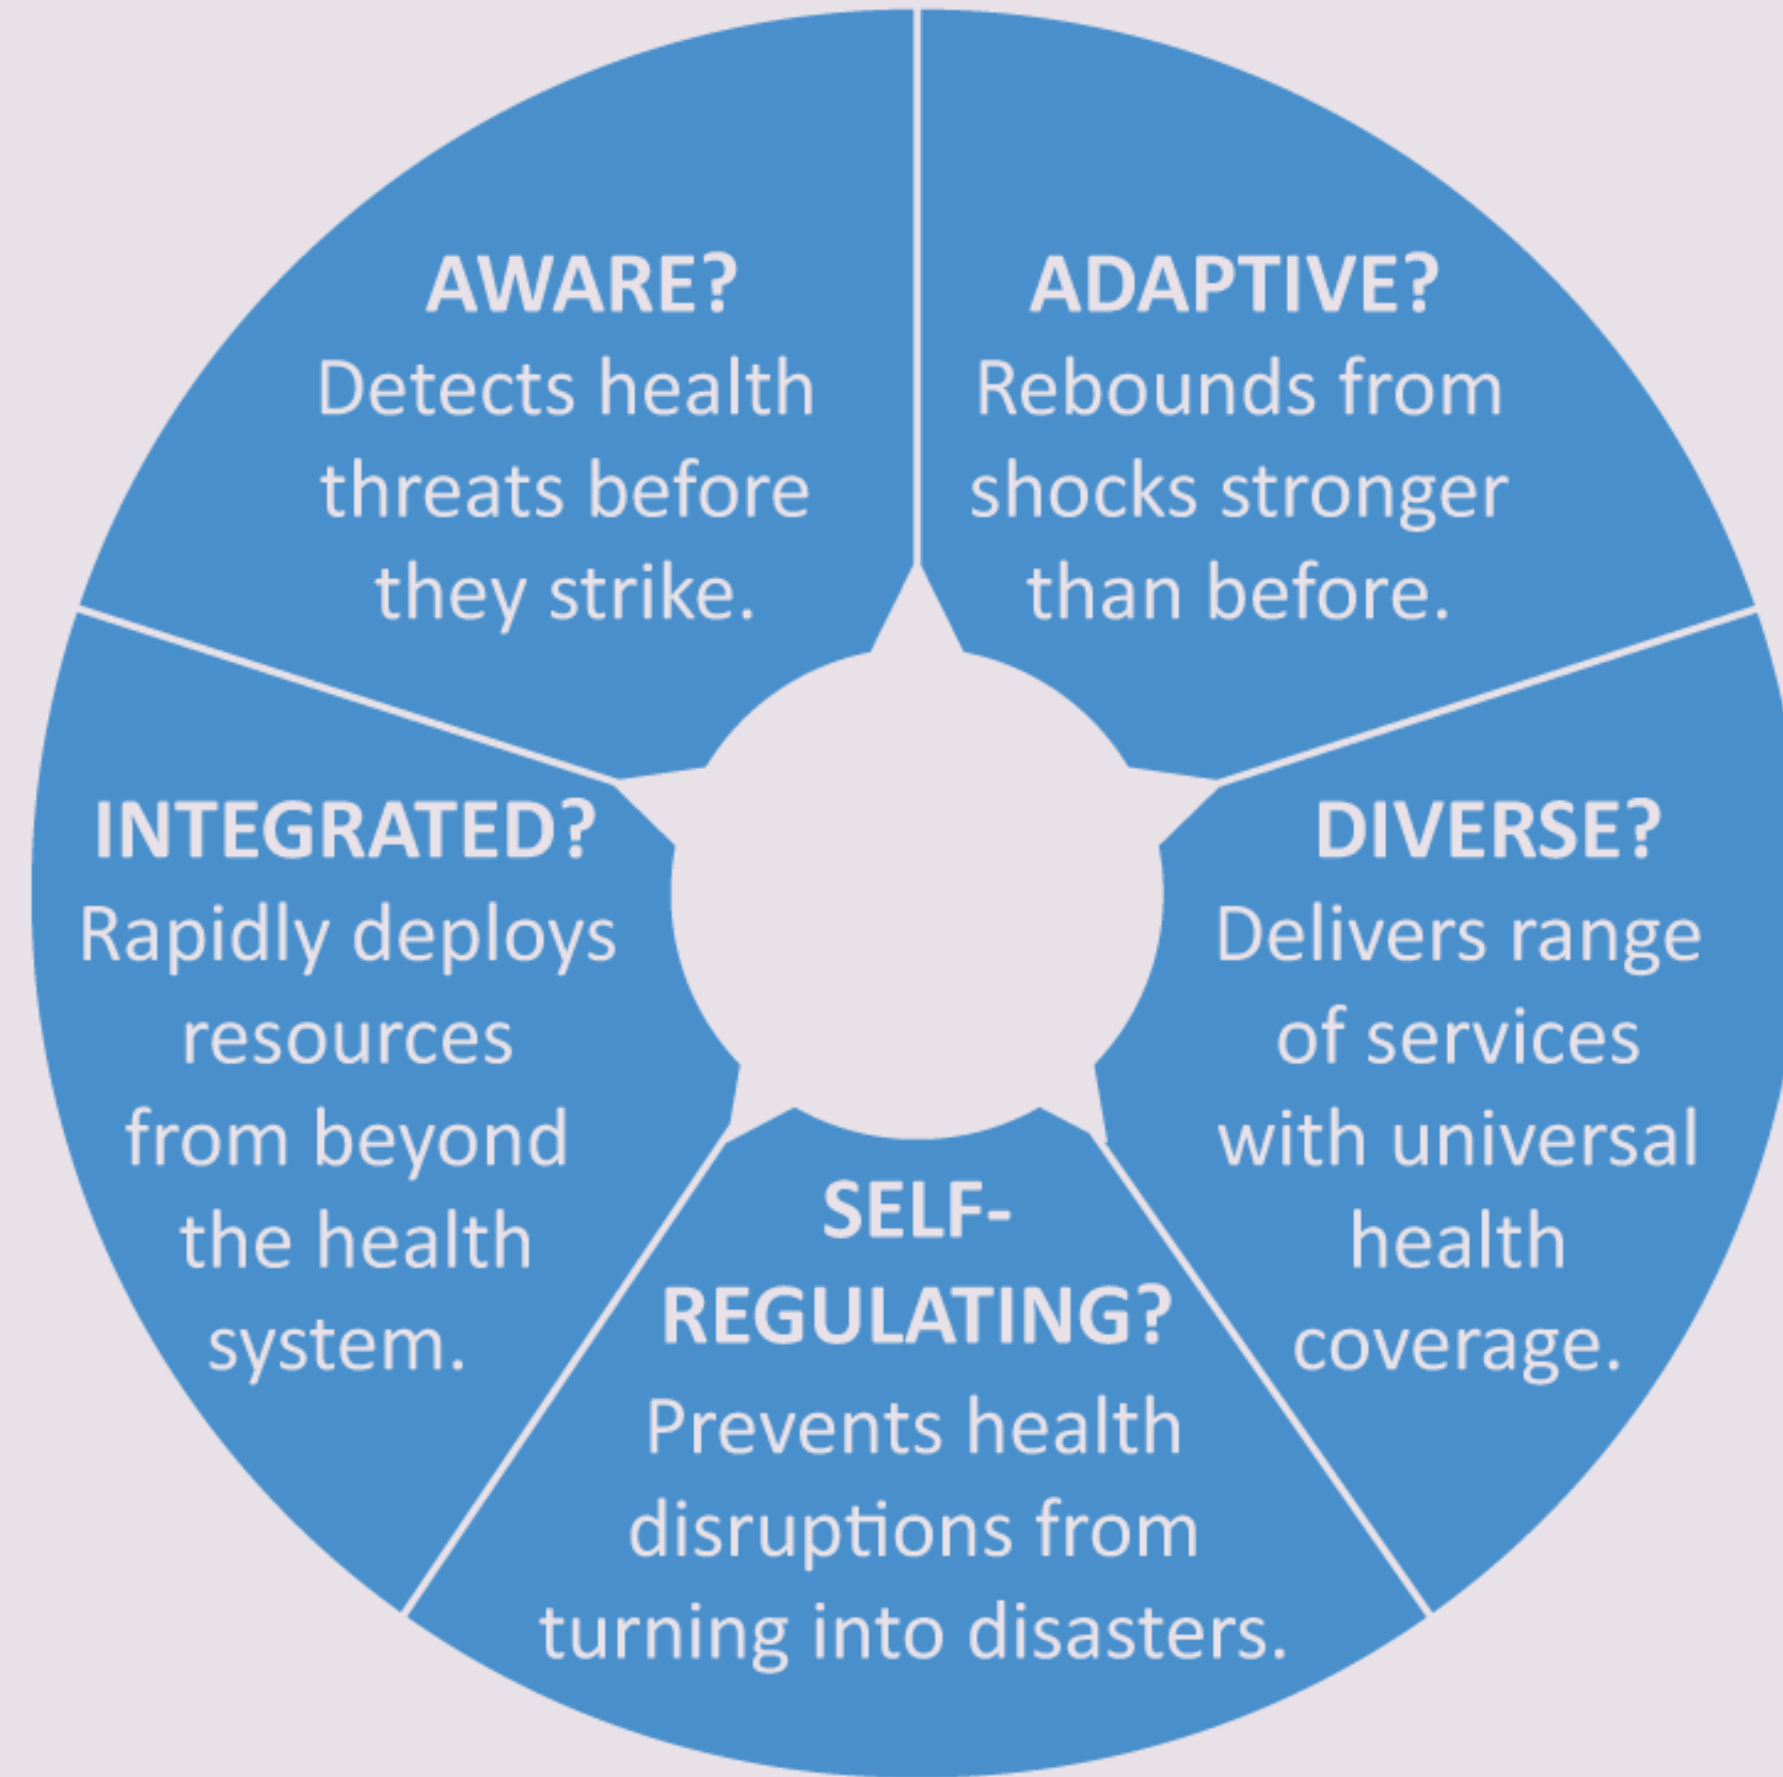 AWARE?
Detects health
threats before
they strike.
ADAPTIVE?
Rebounds from
shocks stronger
than before.
INTEGRATED?
Rapidly deploys
resources
from beyond
the health
system.
DIVERSE?
Delivers range
of services
with universal
health
coverage.
SELF-
REGULATING?
Prevents health
disruptions from
turning into disasters.